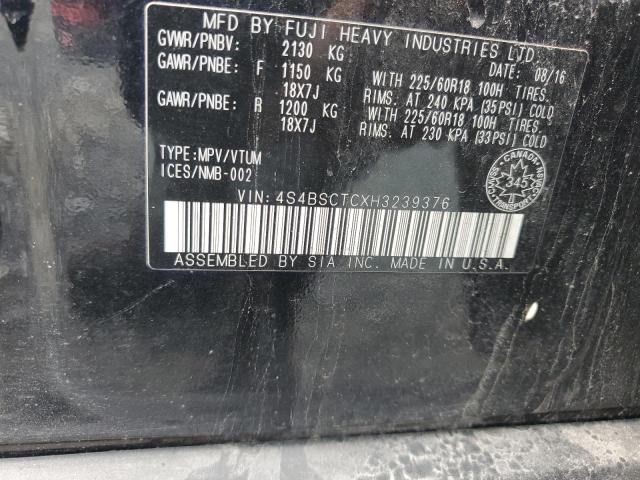 MFD BY FUJI HEAVY INDUSTRIES LTD.
GVWR/PNBV: 2130 KG DATE: 08/16
GAWR/PNBE: F 1150 KG WITH 225/60R18 100H TIRES.
18X7J RIMS. AT 240 KPA (35PSI) COLD
GAWR/PNBE: R 1200 KG WITH 225/60R18 100H TIRES.
18X7J RIMS. AT 230 KPA (33PSI) COLD
TYPE:MPV/VTUM
ICES/NMB-002
CANADA
345
TRANSPORT
VIN: 4S4BSCTCXH3239376
ASSEMBLED BY SIA INC. MADE IN U.S.A.